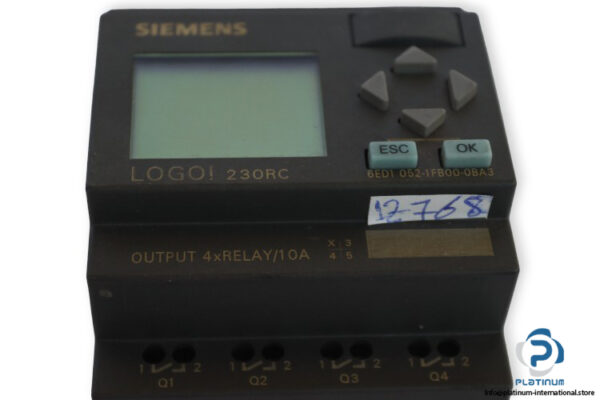 SIEMENS
ESC OK
LOGO! 230RC
6ED1 052-1FB00-0BA3
12768
OUTPUT 4xRELAY/10A
X 3
4 5
1 2 1 2 1 2 1 2
Q1 Q2 Q3 Q4
PLATINUM
info@platinum-international.store